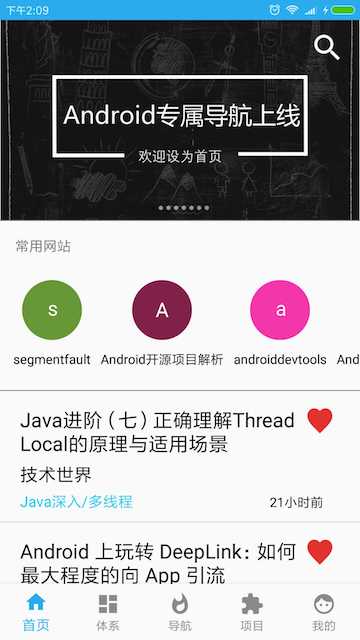 下午2:09
Android专属导航上线
欢迎设为首页
常用网站
s
A
a
segmentfault
Android开源项目解析
androiddevtools
And
Java进阶（七）正确理解Thread
Local的原理与适用场景
技术世界
Java深入/多线程
21小时前
Android 上玩转 DeepLink：如何
最大程度的向 App 引流
首页
体系
导航
项目
我的